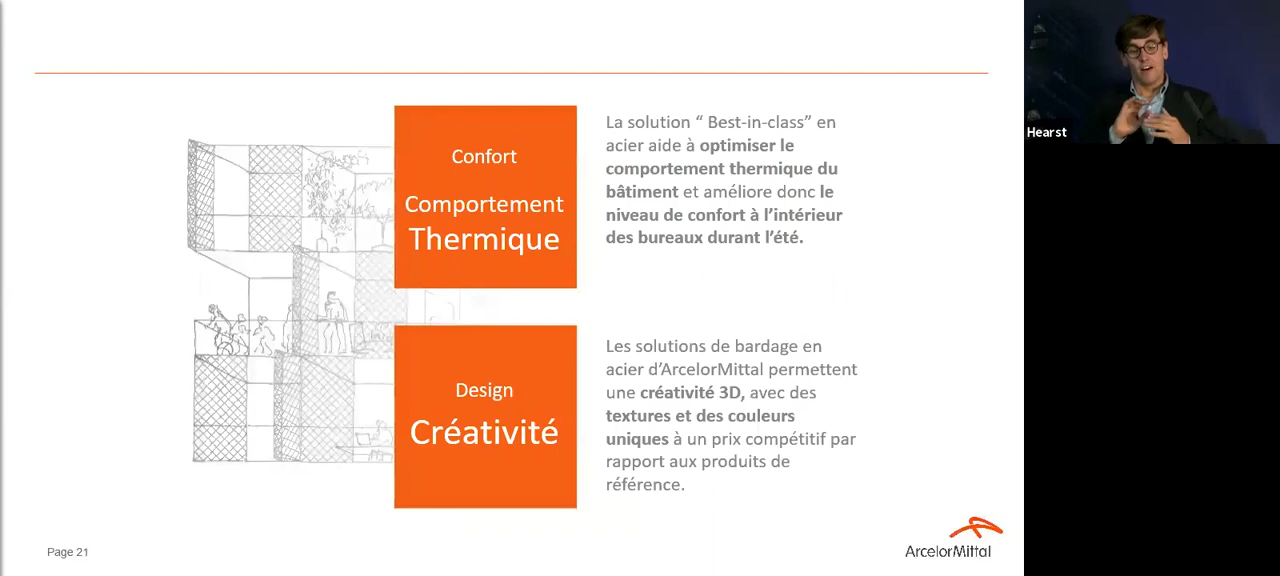 Confort
Comportement
Thermique
La solution “ Best-in-class” en
acier aide à optimiser le
comportement thermique du
bâtiment et améliore donc le
niveau de confort à l’intérieur
des bureaux durant l’été.
Design
Créativité
Les solutions de bardage en
acier d’ArcelorMittal permettent
une créativité 3D, avec des
textures et des couleurs
uniques à un prix compétitif par
rapport aux produits de
référence.
Page 21
ArcelorMittal
Hearst